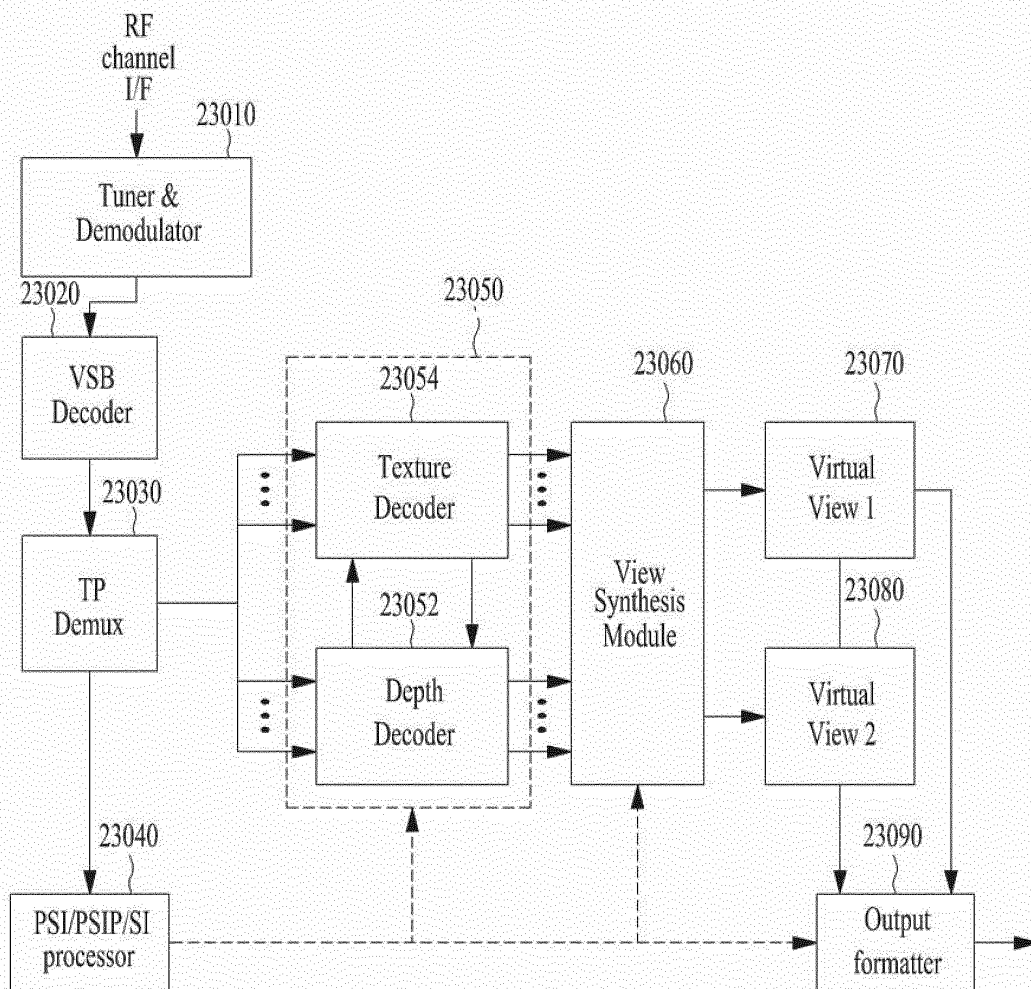 RF
channel
I/F
23010
Tuner &
Demodulator
23020
VSB
Decoder
23030
TP
Demux
23040
PSI/PSIP/SI
processor
23050
23054
Texture
Decoder
23052
Depth
Decoder
23060
View
Synthesis
Module
23070
Virtual
View 1
23080
Virtual
View 2
23090
Output
formatter